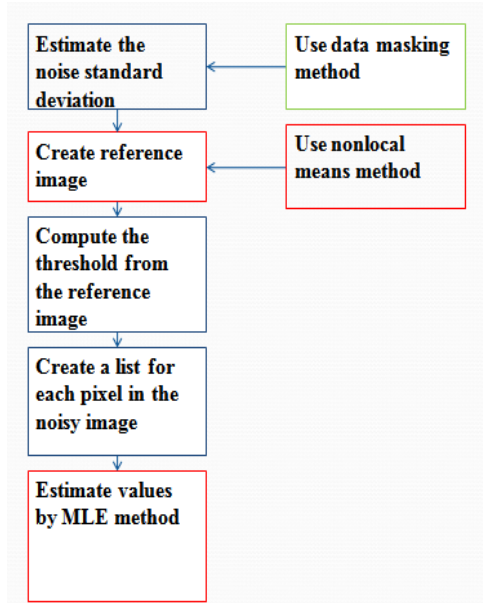 Estimate the
noise standard
deviation
Use data masking
method
Create reference
image
Use nonlocal
means method
Compute the
threshold from
the reference
image
Create a list for
each pixel in the
noisy image
Estimate values
by MLE method